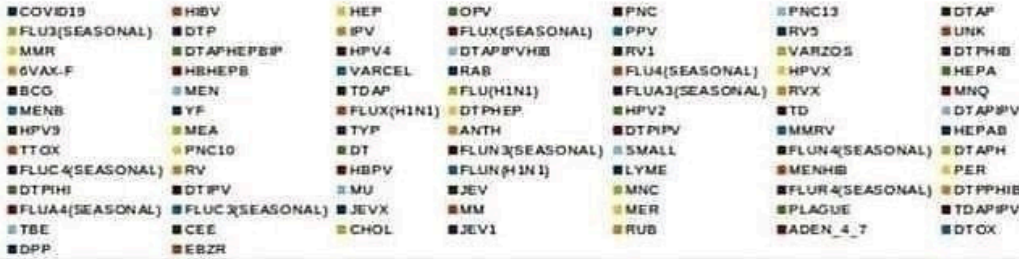 COVID19 HIBV HEP OPV PNC PNC13 DTAP
FLU3(SEASONAL) DTP IPV FLUX(SEASONAL) PPV RV5 UNK
MMR DTAPHEPBIP HPV4 DTAPIPVHIB RV1 VARZOS DTPHIB
6VAX-F HBHEPB VARCEL RAB FLU4(SEASONAL) HPVX HEPA
BCG MEN TDAP FLU(H1N1) FLUA3(SEASONAL) RVX MNQ
MENB YF FLUX(H1N1) DTPHEP HPV2 TD DTAPIPV
HPV9 MEA TYP ANTH DTPIPV MMRV HEPAB
TTOX PNC10 DT FLUN3(SEASONAL) SMALL FLUN4(SEASONAL) DTAPH
FLUC4(SEASONAL) RV HBPV FLUN(H1N1) LYME MENHIB PER
DTPIHI DTIPV MU JEV MNC FLUR4(SEASONAL) DTPPHIB
FLUA4(SEASONAL) FLUC3(SEASONAL) JEVX MM MER PLAGUE TDAPIPV
TBE CEE CHOL JEV1 RUB ADEN_4_7 DTOX
DPP EBZR